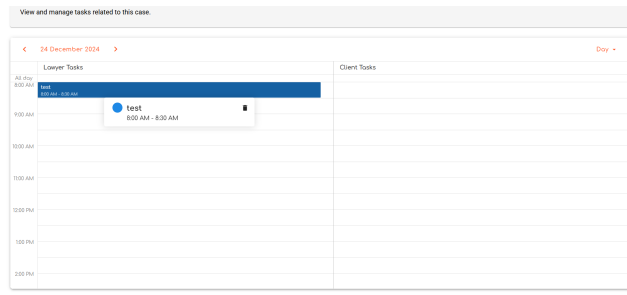 View and manage tasks related to this case.
24 December 2024
Day
Lawyer Tasks
Client Tasks
All day
8:00 AM
test
8:00 AM - 8:30 AM
test
8:00 AM - 8:30 AM
9:00 AM
10:00 AM
11:00 AM
12:00 PM
1:00 PM
2:00 PM